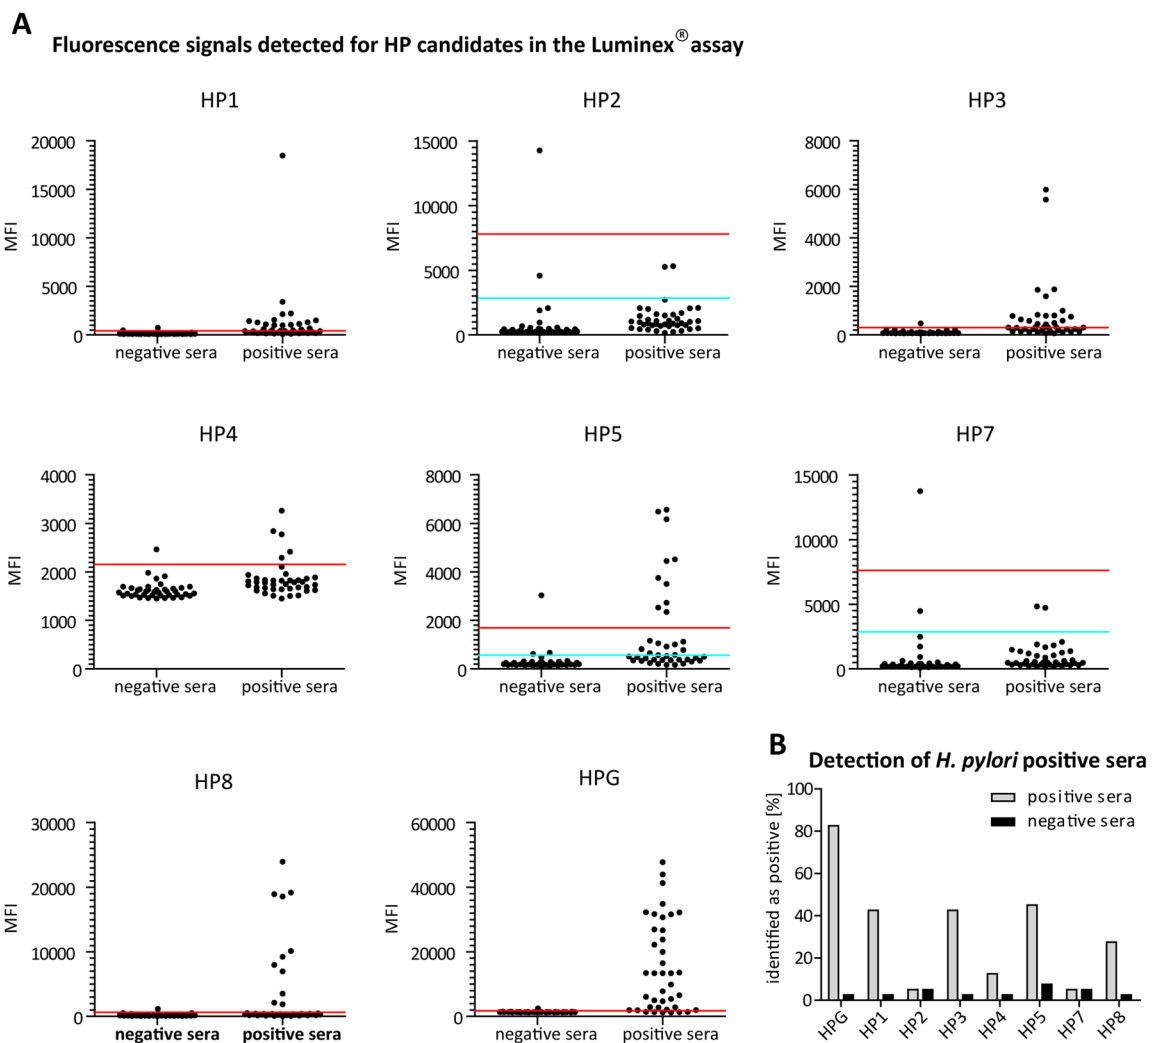 A
Fluorescence signals detected for HP candidates in the Luminex® assay
HP1
20000
15000
10000
5000
0
MFI
negative sera
positive sera
HP2
15000
10000
5000
0
MFI
negative sera
positive sera
HP3
8000
6000
4000
2000
0
MFI
negative sera
positive sera
HP4
4000
3000
2000
1000
0
MFI
negative sera
positive sera
HP5
8000
6000
4000
2000
0
MFI
negative sera
positive sera
HP7
15000
10000
5000
0
MFI
negative sera
positive sera
HP8
30000
20000
10000
0
MFI
negative sera
positive sera
HPG
60000
40000
20000
0
MFI
negative sera
positive sera
B
Detection of H. pylori positive sera
100
80
60
40
20
0
identified as positive [%]
positive sera
negative sera
HPG
HP1
HP2
HP3
HP4
HP5
HP7
HP8